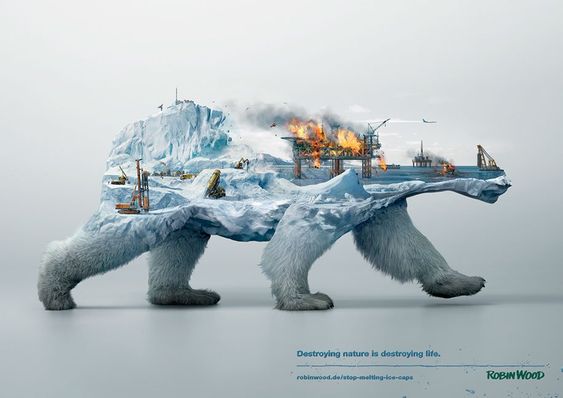 Destroying nature is destroying life.
robinwood.de/stop-melting-ice-caps
ROBIN WOOD